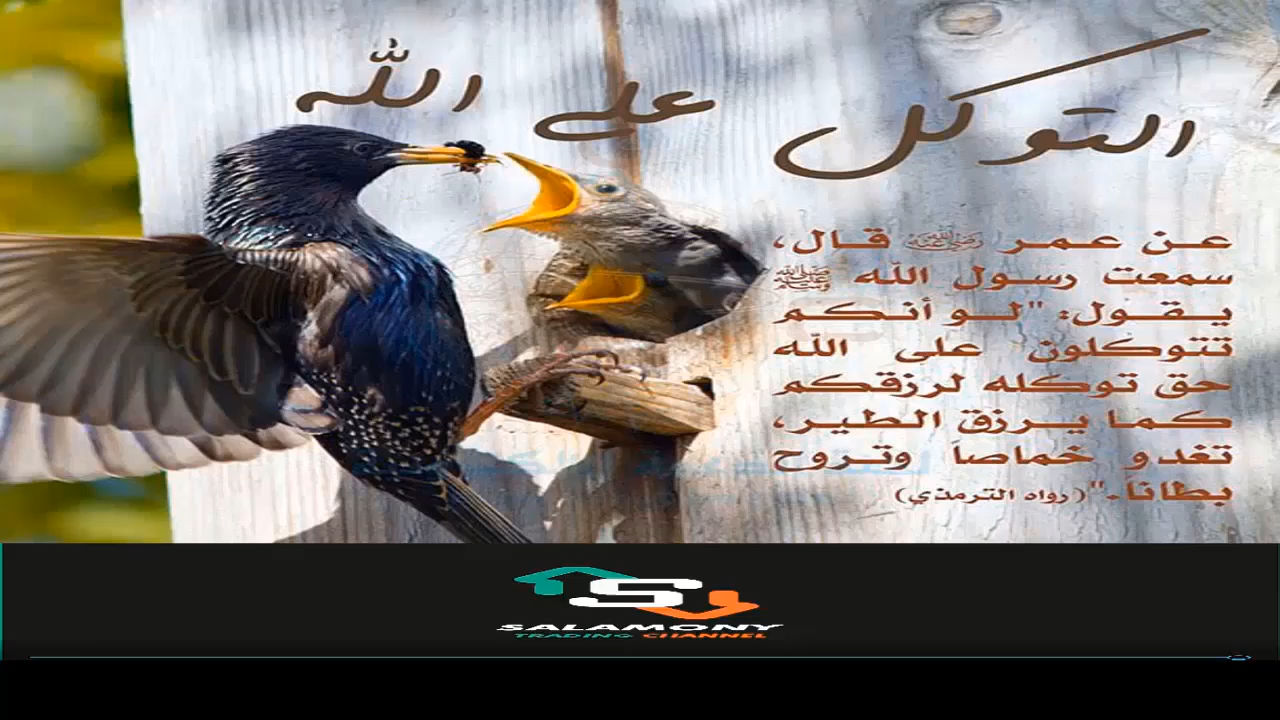 التوكل على الله
عن عمر رضي الله عنه قال،
سمعت رسول الله ﷺ
يقول: "لو أنكم
تتوكلون على الله
حق توكله لرزقكم
كما يرزق الطير،
تغدو خماصاً وتروح
بطاناً." (رواه الترمذي)
SALAMONY
TRADING CHANNEL